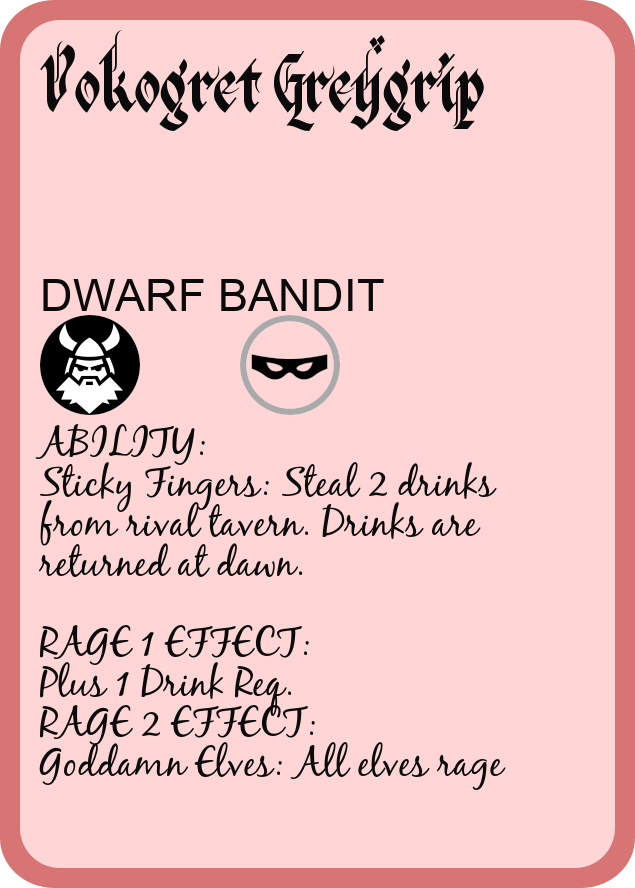 Vokogret Greÿgrip
DWARF BANDIT
ABILITY:
Sticky Fingers: Steal 2 drinks
from rival tavern. Drinks are
returned at dawn.
RAGE 1 EFFECT:
Plus 1 Drink Req.
RAGE 2 EFFECT:
Goddamn Elves: All elves rage